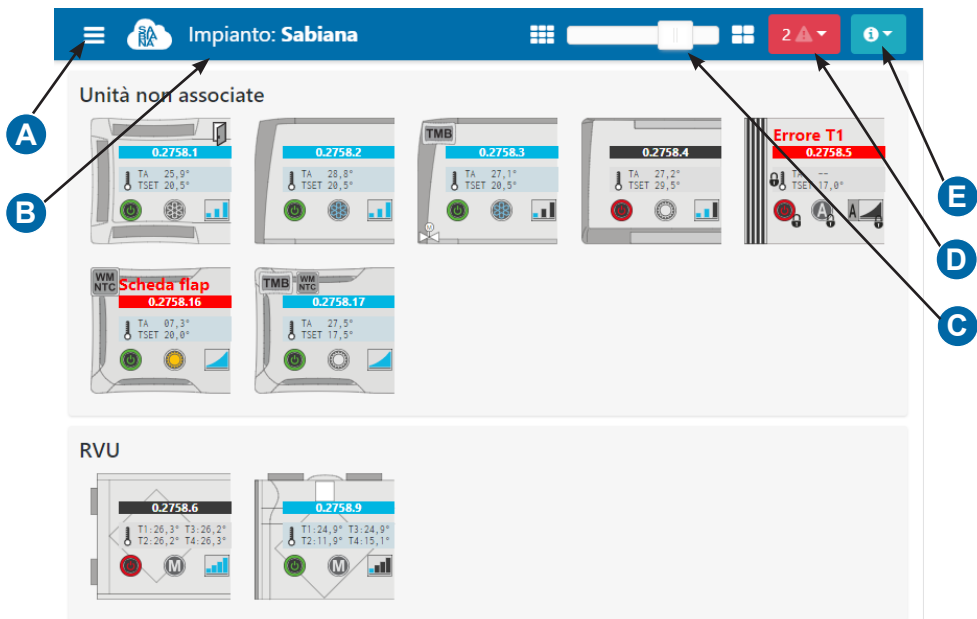 SABIANA
Impianto: Sabiana
2
A
B
C
D
E
Unità non associate
0.2758.1
TA 25,9°
TSET 20,5°
0.2758.2
TA 28,8°
TSET 20,5°
TMB
0.2758.3
TA 27,1°
TSET 20,5°
M
0.2758.4
TA 27,2°
TSET 29,5°
Errore T1
0.2758.5
TA --
TSET 17,0°
A
A
WM
NTC
Scheda flap
0.2758.16
TA 07,3°
TSET 20,0°
TMB
WM
NTC
0.2758.17
TA 27,5°
TSET 17,5°
RVU
0.2758.6
T1:26,3° T3:26,2°
T2:26,2° T4:26,3°
M
0.2758.9
T1:24,9° T3:24,9°
T2:11,9° T4:15,1°
M